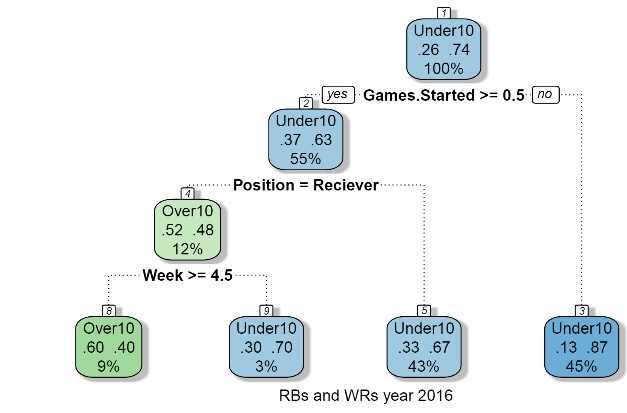 1
Under10
.26 .74
100%
yes Games.Started >= 0.5 no
2
Under10
.37 .63
55%
Position = Reciever
4
Over10
.52 .48
12%
Week >= 4.5
8 9 5 3
Over10 Under10 Under10 Under10
.60 .40 .30 .70 .33 .67 .13 .87
9% 3% 43% 45%
RBs and WRs year 2016